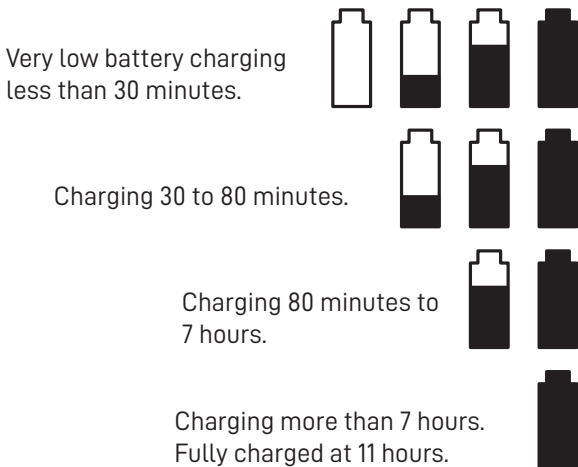 Very low battery charging
less than 30 minutes.
Charging 30 to 80 minutes.
Charging 80 minutes to
7 hours.
Charging more than 7 hours.
Fully charged at 11 hours.